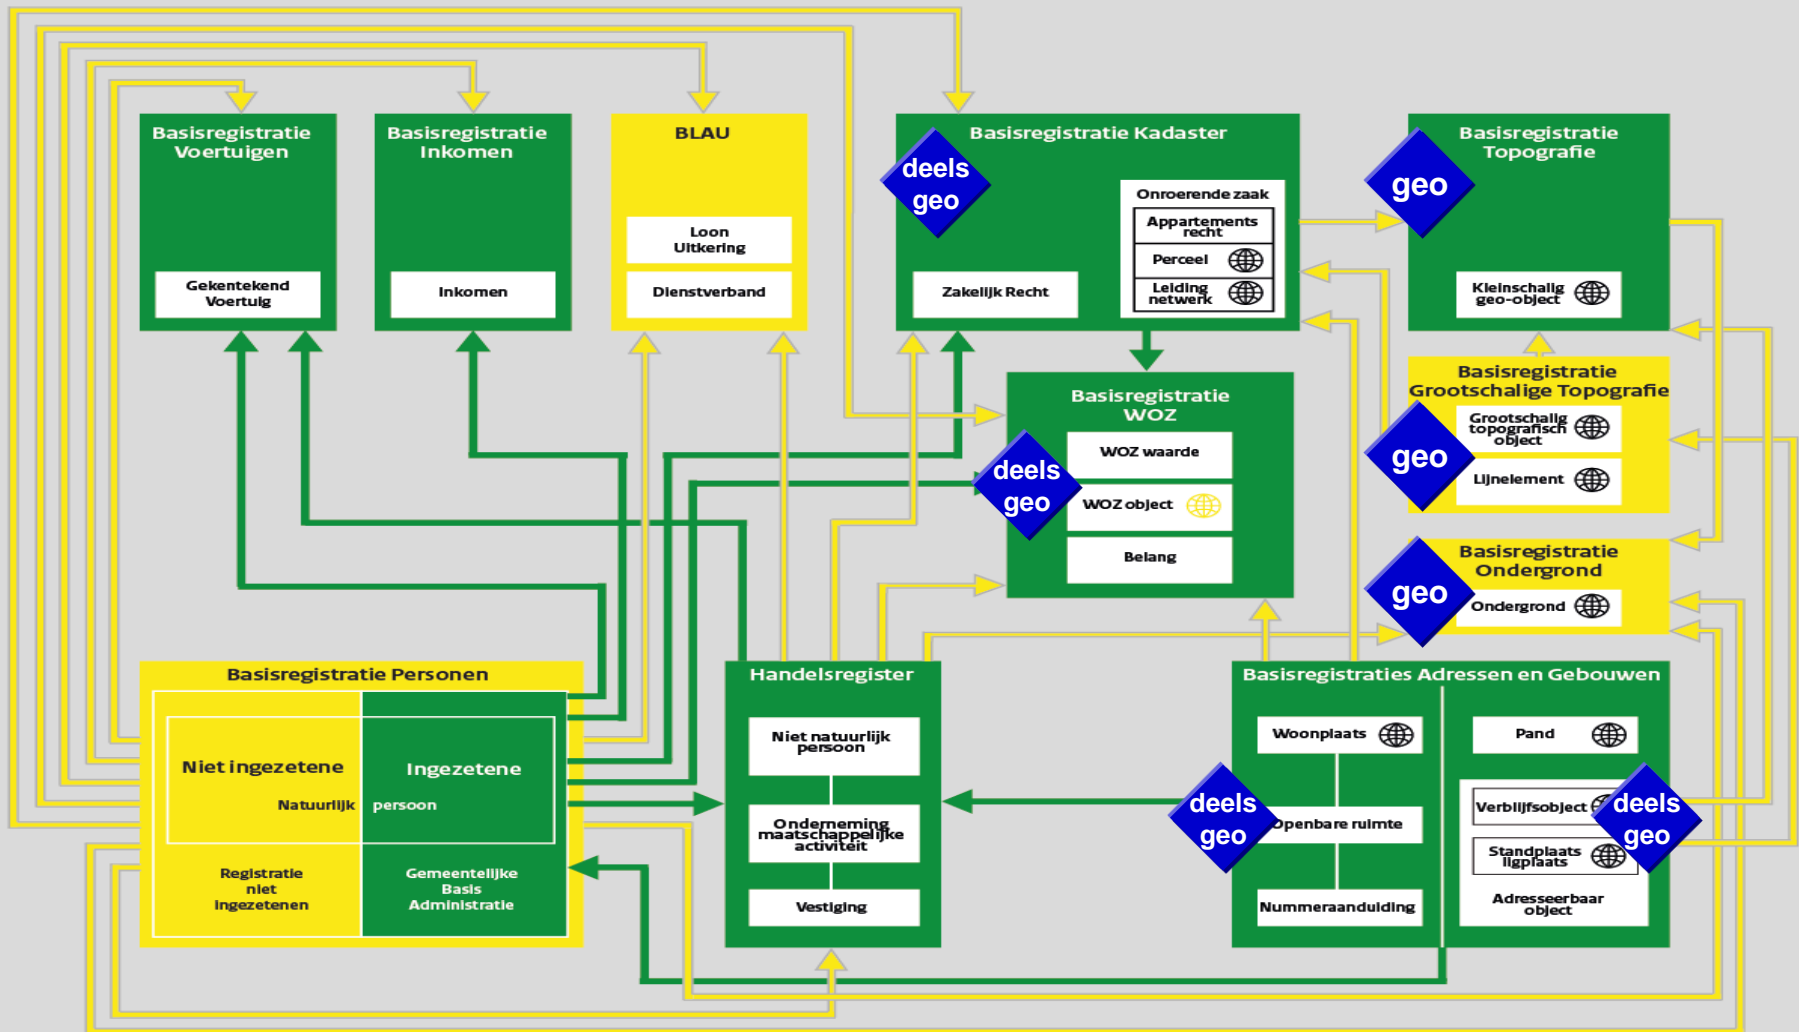 Basisregistratie
Voertuigen
Gekentekend
Voertuig
Basisregistratie
Inkomen
Inkomen
BLAU
Loon
Uitkering
Dienstverband
Basisregistratie Kadaster
deels
geo
Onroerende zaak
Appartements
recht
Perceel
Leiding
netwerk
Zakelijk Recht
Basisregistratie
Topografie
geo
Kleinschalig
geo-object
Basisregistratie
WOZ
WOZ waarde
deels
geo
WOZ object
Belang
Basisregistratie
Grootschalige Topografie
geo
Grootschalig
topografisch
object
Lijnelement
Basisregistratie
Ondergrond
geo
Ondergrond
Basisregistratie Personen
Niet ingezetene
Ingezetene
Natuurlijk persoon
Registratie
niet
ingezetenen
Gemeentelijke
Basis
Administratie
Handelsregister
Niet natuurlijk
persoon
Onderneming
maatschappelijke
activiteit
Vestiging
Basisregistraties Adressen en Gebouwen
Woonplaats
deels
geo
Openbare ruimte
Nummeraanduiding
Pand
Verblijfsobject
deels
geo
Standplaats
ligplaats
Adresseerbaar
object